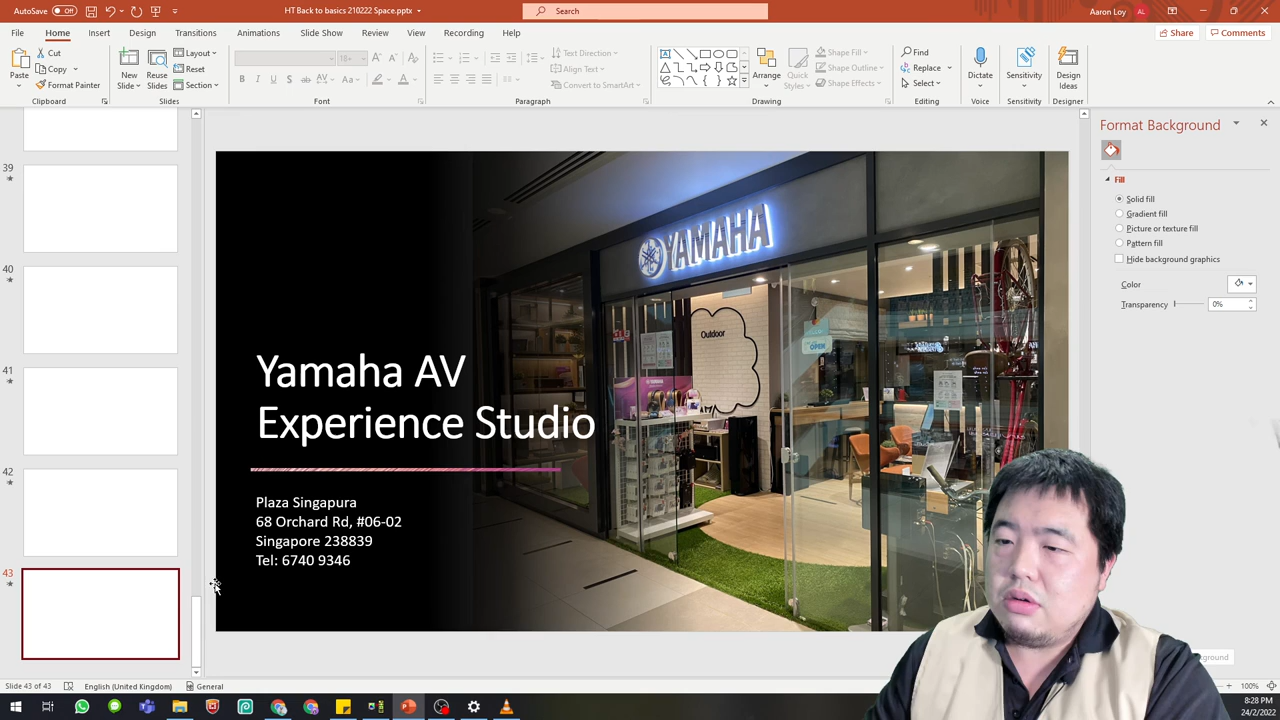 AutoSave Off
HT Back to basics 210222 Space.pptx
Search
Aaron Loy AL
File Home Insert Design Transitions Animations Slide Show Review View Recording Help
Share Comments
Paste
Cut
Copy
Format Painter
Clipboard
New Slide
Reuse Slides
Layout
Reset
Section
Slides
18
B I U S ab AV Aa A
Font
Text Direction
Align Text
Convert to SmartArt
Paragraph
Arrange
Quick Styles
Shape Fill
Shape Outline
Shape Effects
Drawing
Find
Replace
Select
Editing
Dictate
Voice
Sensitivity
Sensitivity
Design Ideas
Designer
39
40
41
42
43
YAMAHA
Outdoor
OPEN
Yamaha AV
Experience Studio
Plaza Singapura
68 Orchard Rd, #06-02
Singapore 238839
Tel: 6740 9346
Format Background
Fill
Solid fill
Gradient fill
Picture or texture fill
Pattern fill
Hide background graphics
Color
Transparency 0%
Slide 43 of 43
English (United Kingdom)
General
100%
8:28 PM
24/2/2022